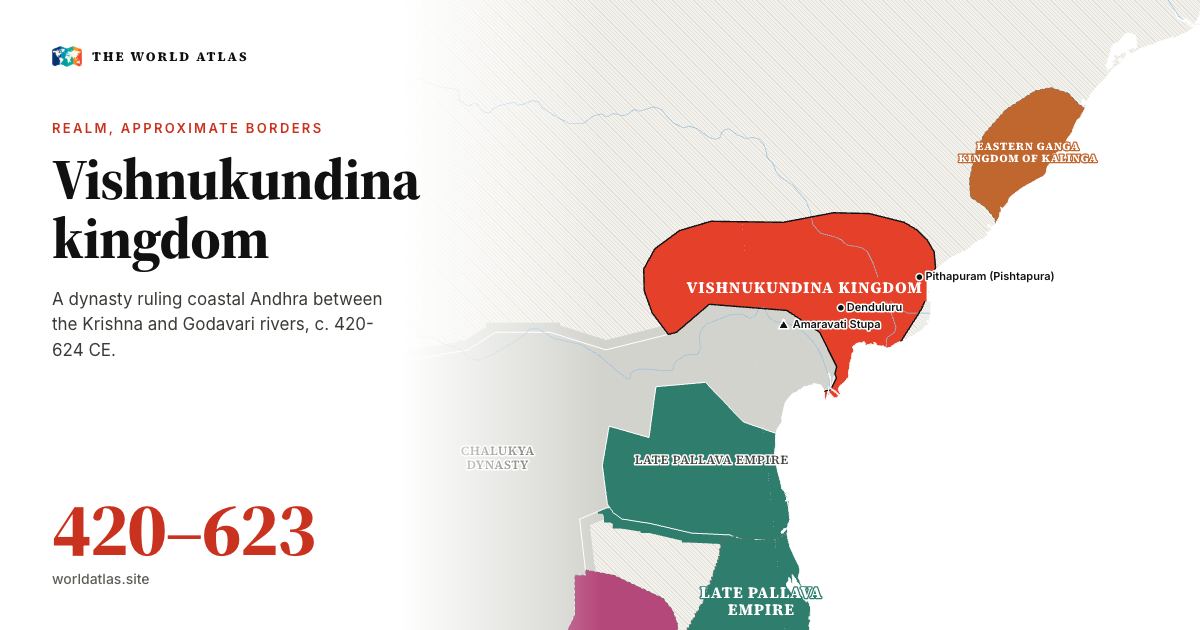 THE WORLD ATLAS
REALM, APPROXIMATE BORDERS
Vishnukundina
kingdom
A dynasty ruling coastal Andhra between
the Krishna and Godavari rivers, c. 420-
624 CE.
420–623
worldatlas.site
EASTERN GANGA
KINGDOM OF KALINGA
Pithapuram (Pishtapura)
VISHNUKUNDINA KINGDOM
Denduluru
Amaravati Stupa
CHALUKYA
DYNASTY
LATE PALLAVA EMPIRE
LATE PALLAVA
EMPIRE